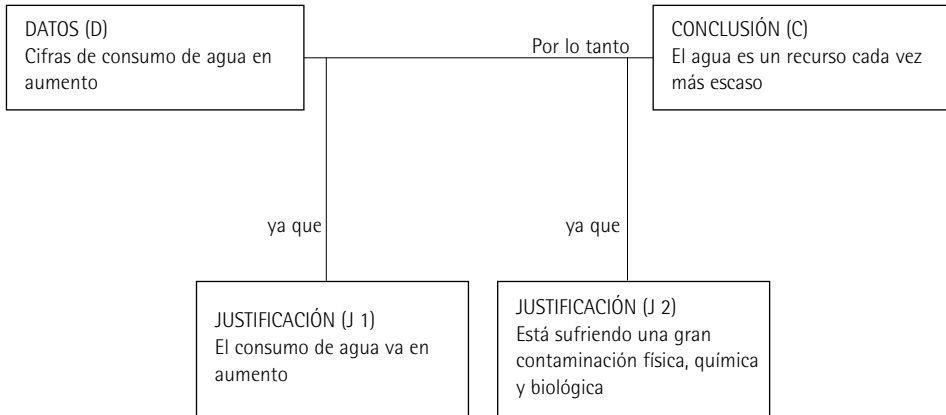 DATOS (D)
Cifras de consumo de agua en
aumento
Por lo tanto
CONCLUSIÓN (C)
El agua es un recurso cada vez
más escaso
ya que
ya que
JUSTIFICACIÓN (J 1)
El consumo de agua va en
aumento
JUSTIFICACIÓN (J 2)
Está sufriendo una gran
contaminación física, química
y biológica